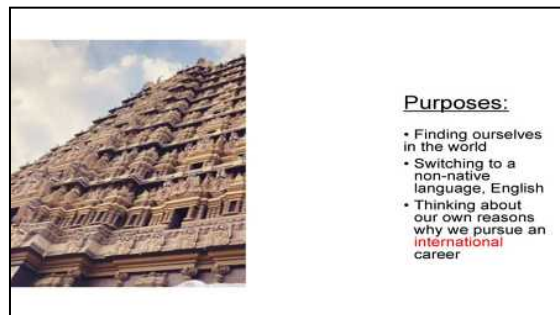 Purposes:
• Finding ourselves
in the world
• Switching to a
non-native
language, English
• Thinking about
our own reasons
why we pursue an
international
career